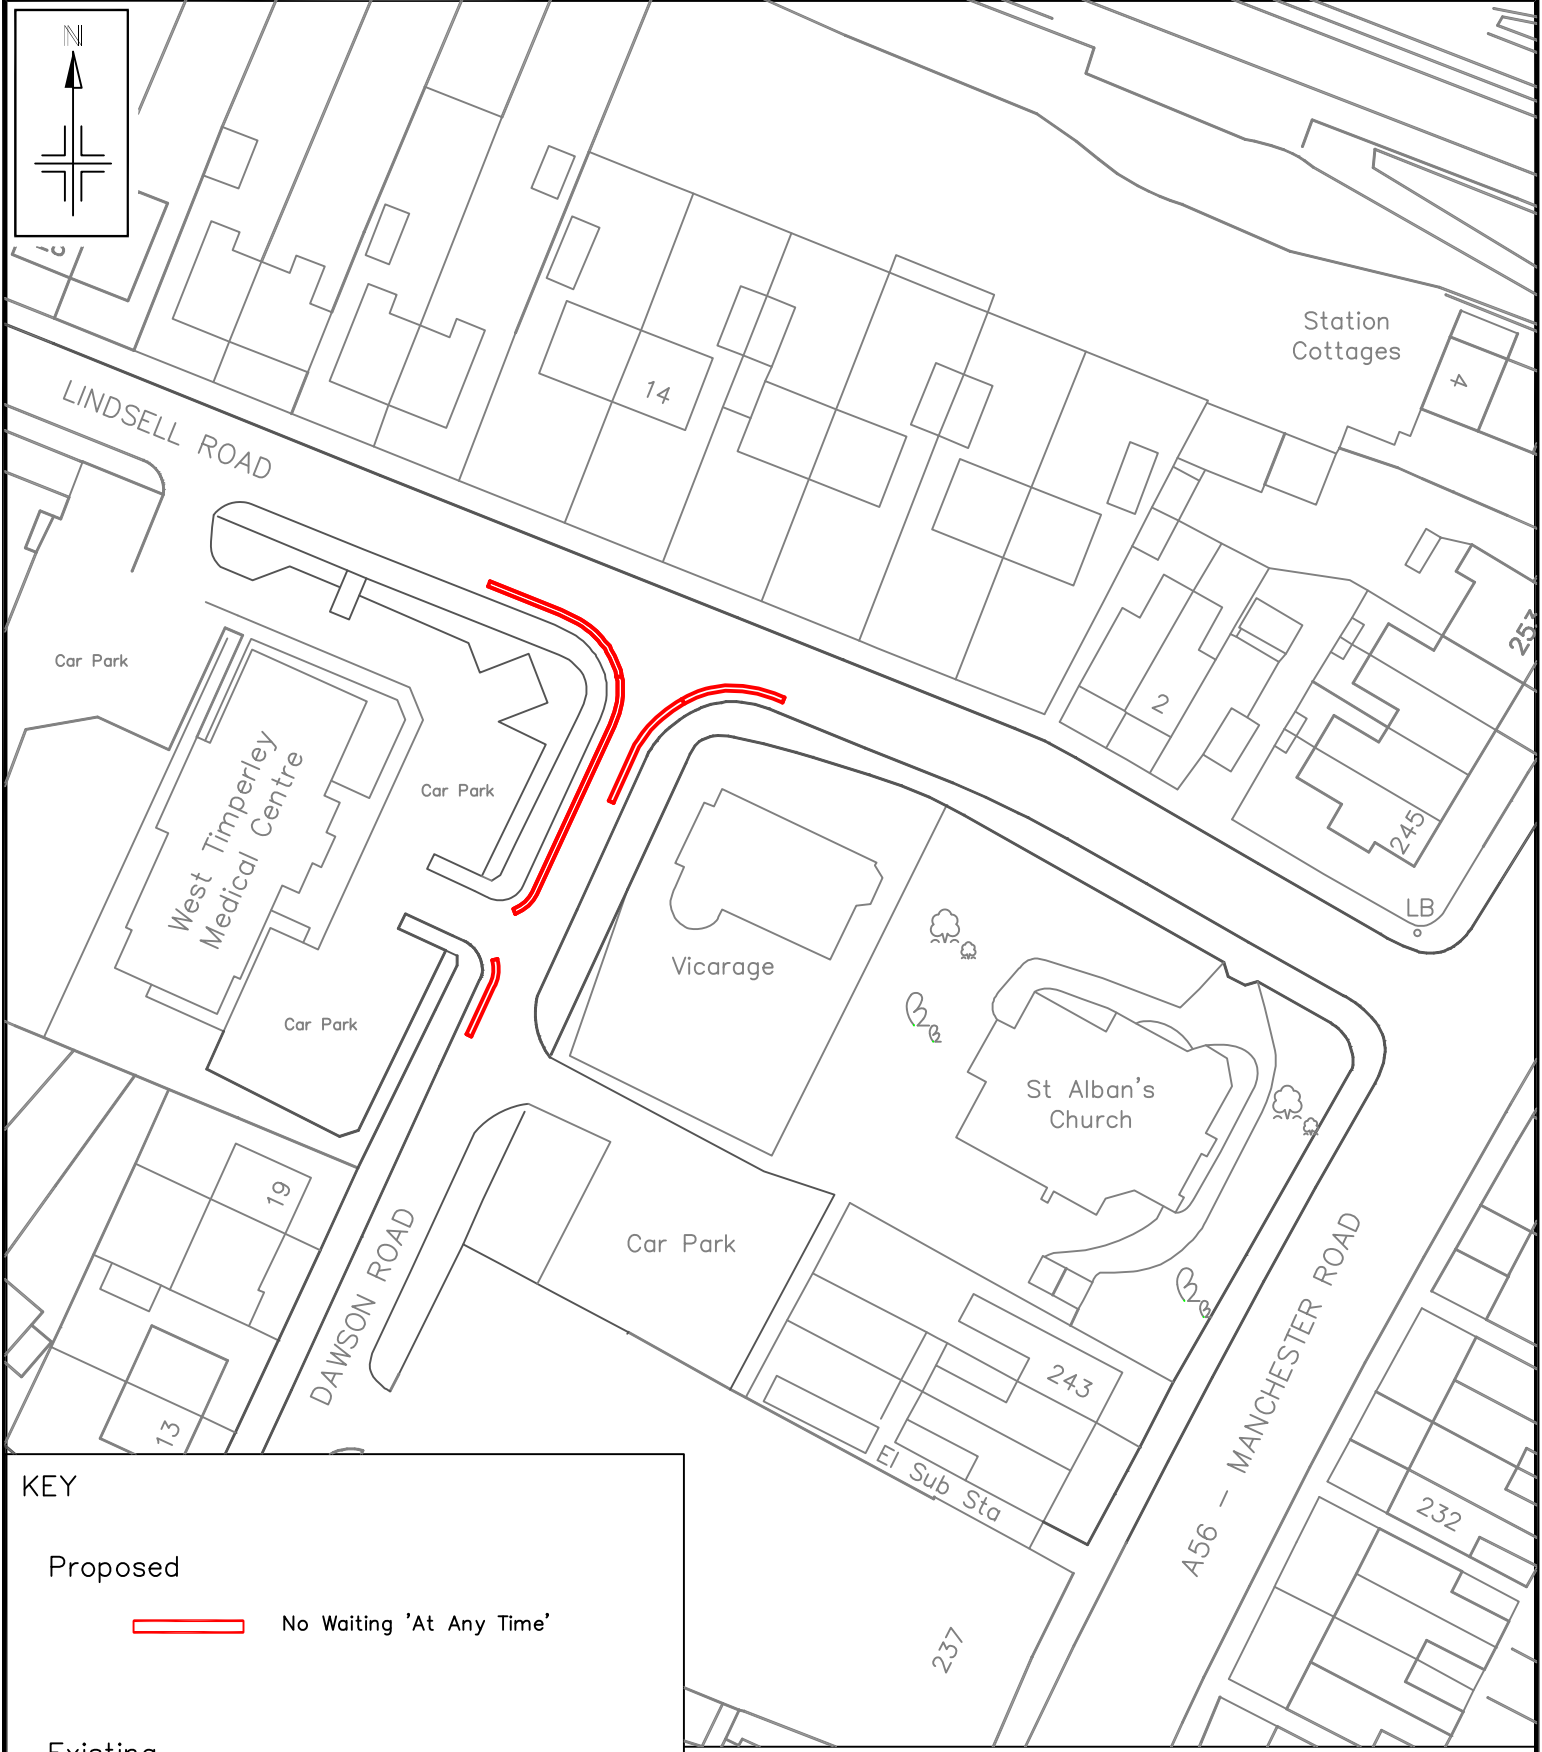 N
Station
Cottages
4
14
LINDSELL ROAD
253
Car Park
2
245
West Timperley
Medical Centre
Car Park
LB
Vicarage
Car Park
St Alban's
Church
19
Car Park
DAWSON ROAD
A56 - MANCHESTER ROAD
243
13
El Sub Sta
232
237
KEY
Proposed
No Waiting 'At Any Time'
Existing